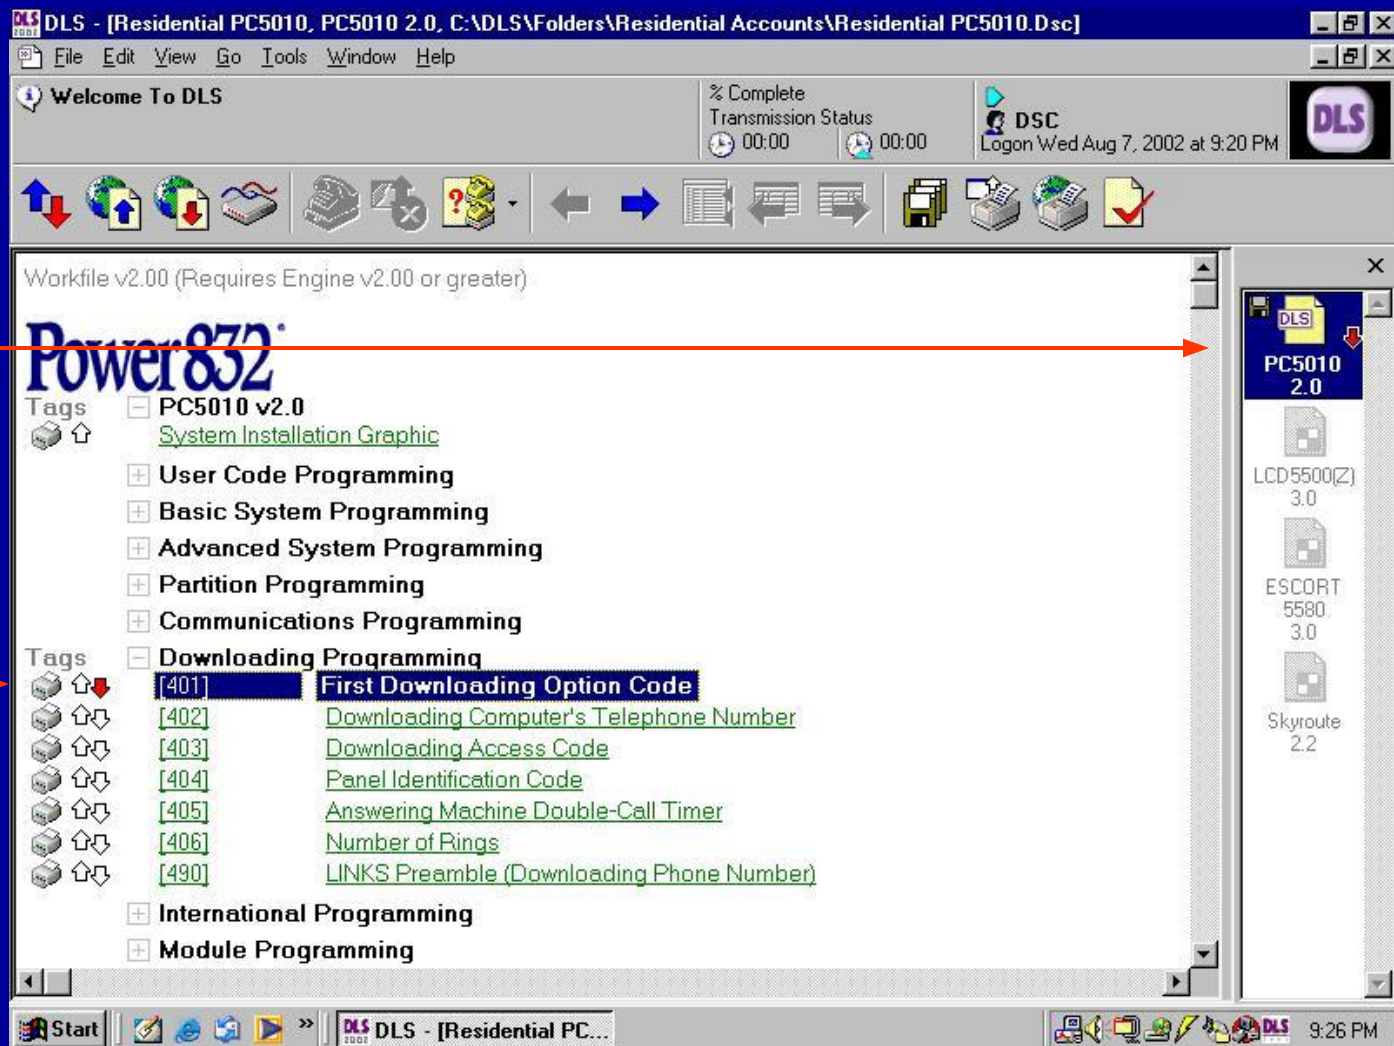 DLS - [Residential PC5010, PC5010 2.0, C:\DLS\Folders\Residential Accounts\Residential PC5010.Dsc]
File Edit View Go Tools Window Help
Welcome To DLS
% Complete
Transmission Status
00:00 00:00
DSC
Logon Wed Aug 7, 2002 at 9:20 PM
DLS
Workfile v2.00 (Requires Engine v2.00 or greater)
Power832
Tags PC5010 v2.0
System Installation Graphic
User Code Programming
Basic System Programming
Advanced System Programming
Partition Programming
Communications Programming
Tags Downloading Programming
[401] First Downloading Option Code
[402] Downloading Computer's Telephone Number
[403] Downloading Access Code
[404] Panel Identification Code
[405] Answering Machine Double-Call Timer
[406] Number of Rings
[490] LINKS Preamble (Downloading Phone Number)
International Programming
Module Programming
DLS
PC5010
2.0
LCD5500(Z)
3.0
ESCORT
5580
3.0
Skyroute
2.2
Start
DLS - [Residential PC...
DLS
9:26 PM